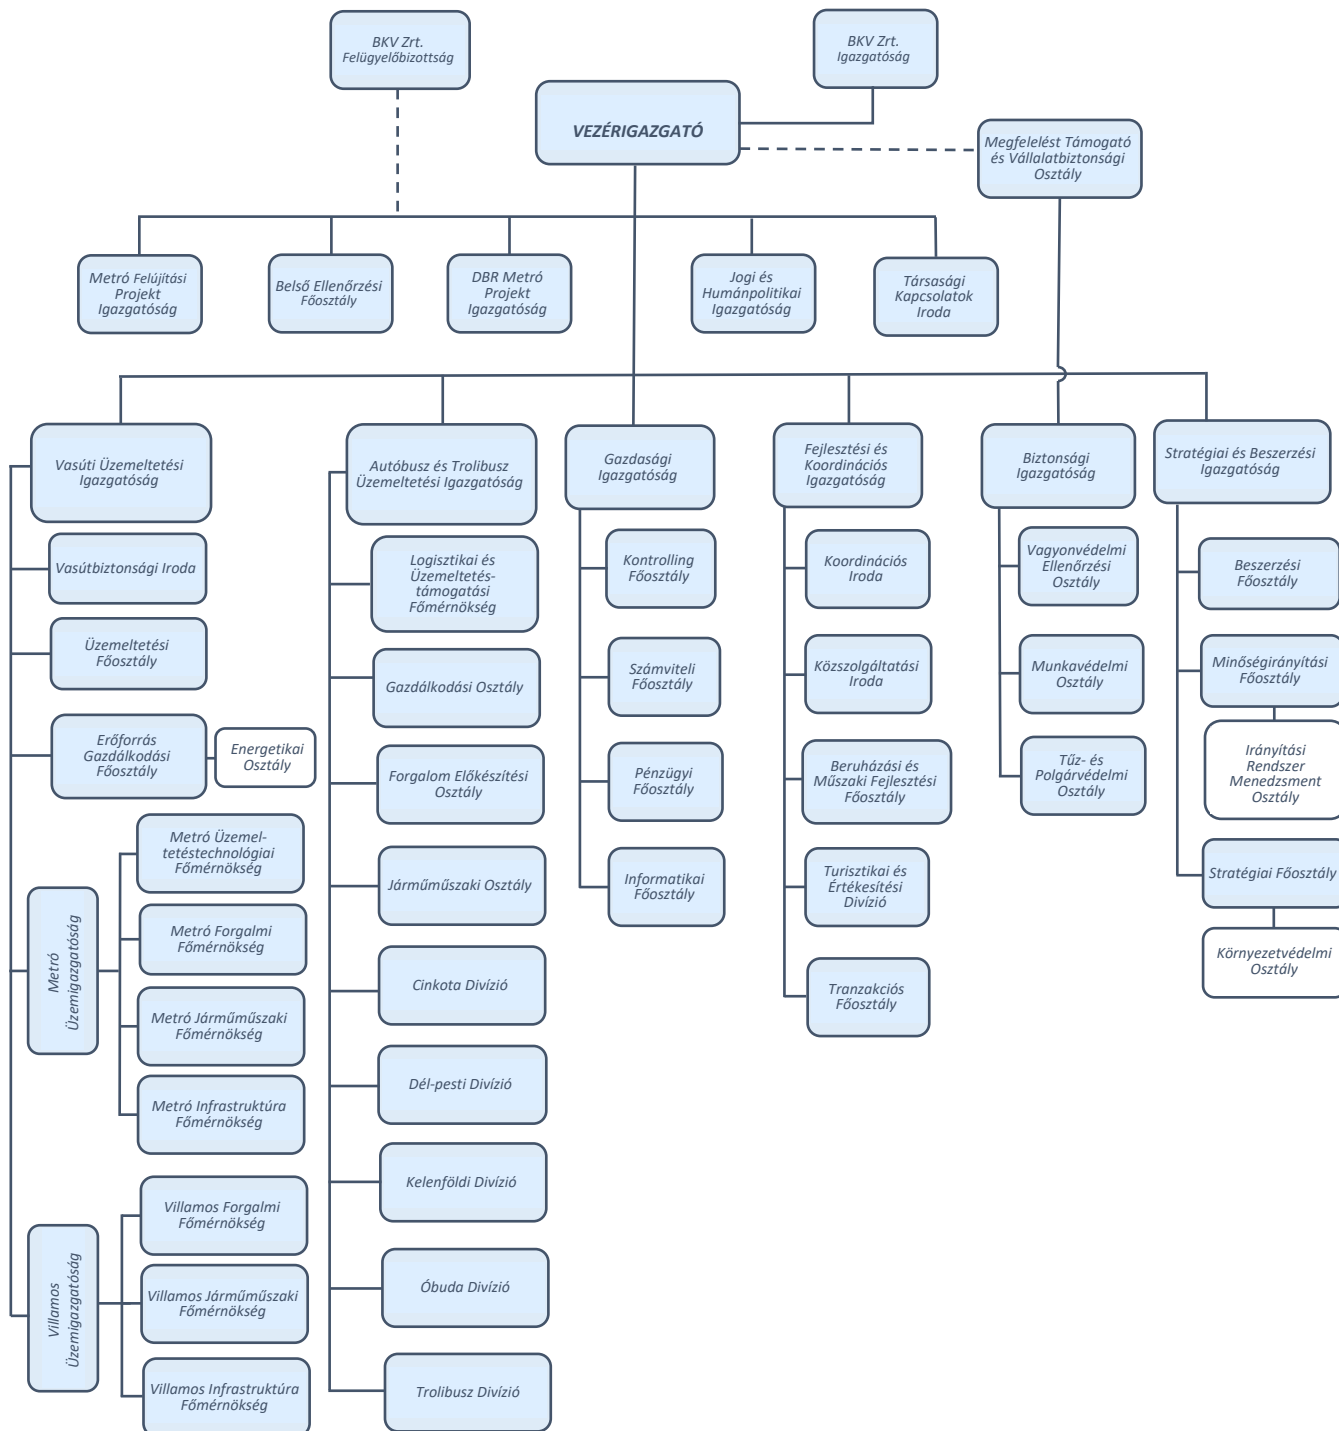 BKV Zrt.
Felügyelőbizottság
BKV Zrt.
Igazgatóság
VEZÉRIGAZGATÓ
Megfelelést Támogató
és Vállalatbiztonsági
Osztály
Metró Felújítási
Projekt
Igazgatóság
Belső Ellenőrzési
Főosztály
DBR Metró
Projekt
Igazgatóság
Jogi és
Humánpolitikai
Igazgatóság
Társasági
Kapcsolatok
Iroda
Vasúti Üzemeltetési
Igazgatóság
Autóbusz és Trolibusz
Üzemeltetési Igazgatóság
Gazdasági
Igazgatóság
Fejlesztési és
Koordinációs
Igazgatóság
Biztonsági
Igazgatóság
Stratégiai és Beszerzési
Igazgatóság
Vasútbiztonsági Iroda
Üzemeltetési
Főosztály
Erőforrás
Gazdálkodási
Főosztály
Energetikai
Osztály
Metró
Üzemigazgatóság
Metró Üzemel-
tetéstechnológiai
Főmérnökség
Metró Forgalmi
Főmérnökség
Metró Járműműszaki
Főmérnökség
Metró Infrastruktúra
Főmérnökség
Villamos
Üzemigazgatóság
Villamos Forgalmi
Főmérnökség
Villamos Járműműszaki
Főmérnökség
Villamos Infrastruktúra
Főmérnökség
Logisztikai és
Üzemeltetés-
támogatási
Főmérnökség
Gazdálkodási Osztály
Forgalom Előkészítési
Osztály
Járműműszaki Osztály
Cinkota Divízió
Dél-pesti Divízió
Kelenföldi Divízió
Óbuda Divízió
Trolibusz Divízió
Kontrolling
Főosztály
Számviteli
Főosztály
Pénzügyi
Főosztály
Informatikai
Főosztály
Koordinációs
Iroda
Közszolgáltatási
Iroda
Beruházási és
Műszaki Fejlesztési
Főosztály
Turisztikai és
Értékesítési
Divízió
Tranzakciós
Főosztály
Vagyonvédelmi
Ellenőrzési
Osztály
Munkavédelmi
Osztály
Tűz- és
Polgárvédelmi
Osztály
Beszerzési
Főosztály
Minőségirányítási
Főosztály
Irányítási
Rendszer
Menedzsment
Osztály
Stratégiai Főosztály
Környezetvédelmi
Osztály